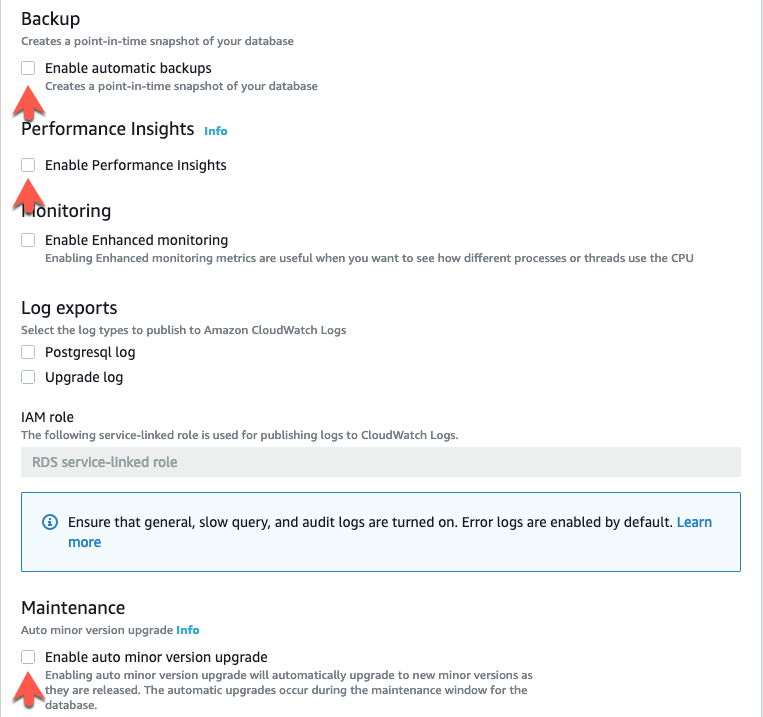 Backup
Creates a point-in-time snapshot of your database
Enable automatic backups
Creates a point-in-time snapshot of your database
Performance Insights Info
Enable Performance Insights
Monitoring
Enable Enhanced monitoring
Enabling Enhanced monitoring metrics are useful when you want to see how different processes or threads use the CPU
Log exports
Select the log types to publish to Amazon CloudWatch Logs
Postgresql log
Upgrade log
IAM role
The following service-linked role is used for publishing logs to CloudWatch Logs.
RDS service-linked role
Ensure that general, slow query, and audit logs are turned on. Error logs are enabled by default. Learn
more
Maintenance
Auto minor version upgrade Info
Enable auto minor version upgrade
Enabling auto minor version upgrade will automatically upgrade to new minor versions as
they are released. The automatic upgrades occur during the maintenance window for the
database.